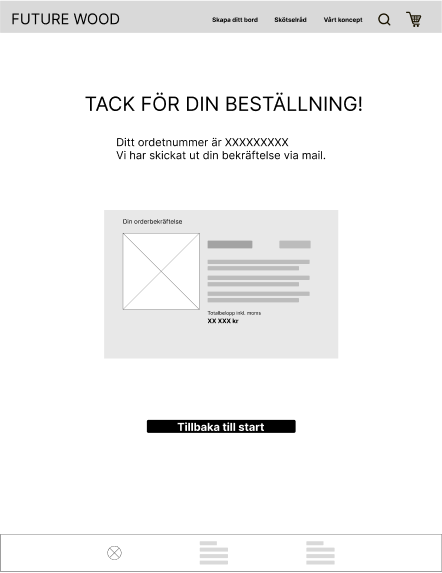 FUTURE WOOD
Skapa ditt bord
Skötselråd
Vårt koncept
TACK FÖR DIN BESTÄLLNING!
Ditt ordetnummer är XXXXXXXXX
Vi har skickat ut din bekräftelse via mail.
Din orderbekräftelse
Totalbelopp inkl. moms
XX XXX kr
Tillbaka till start